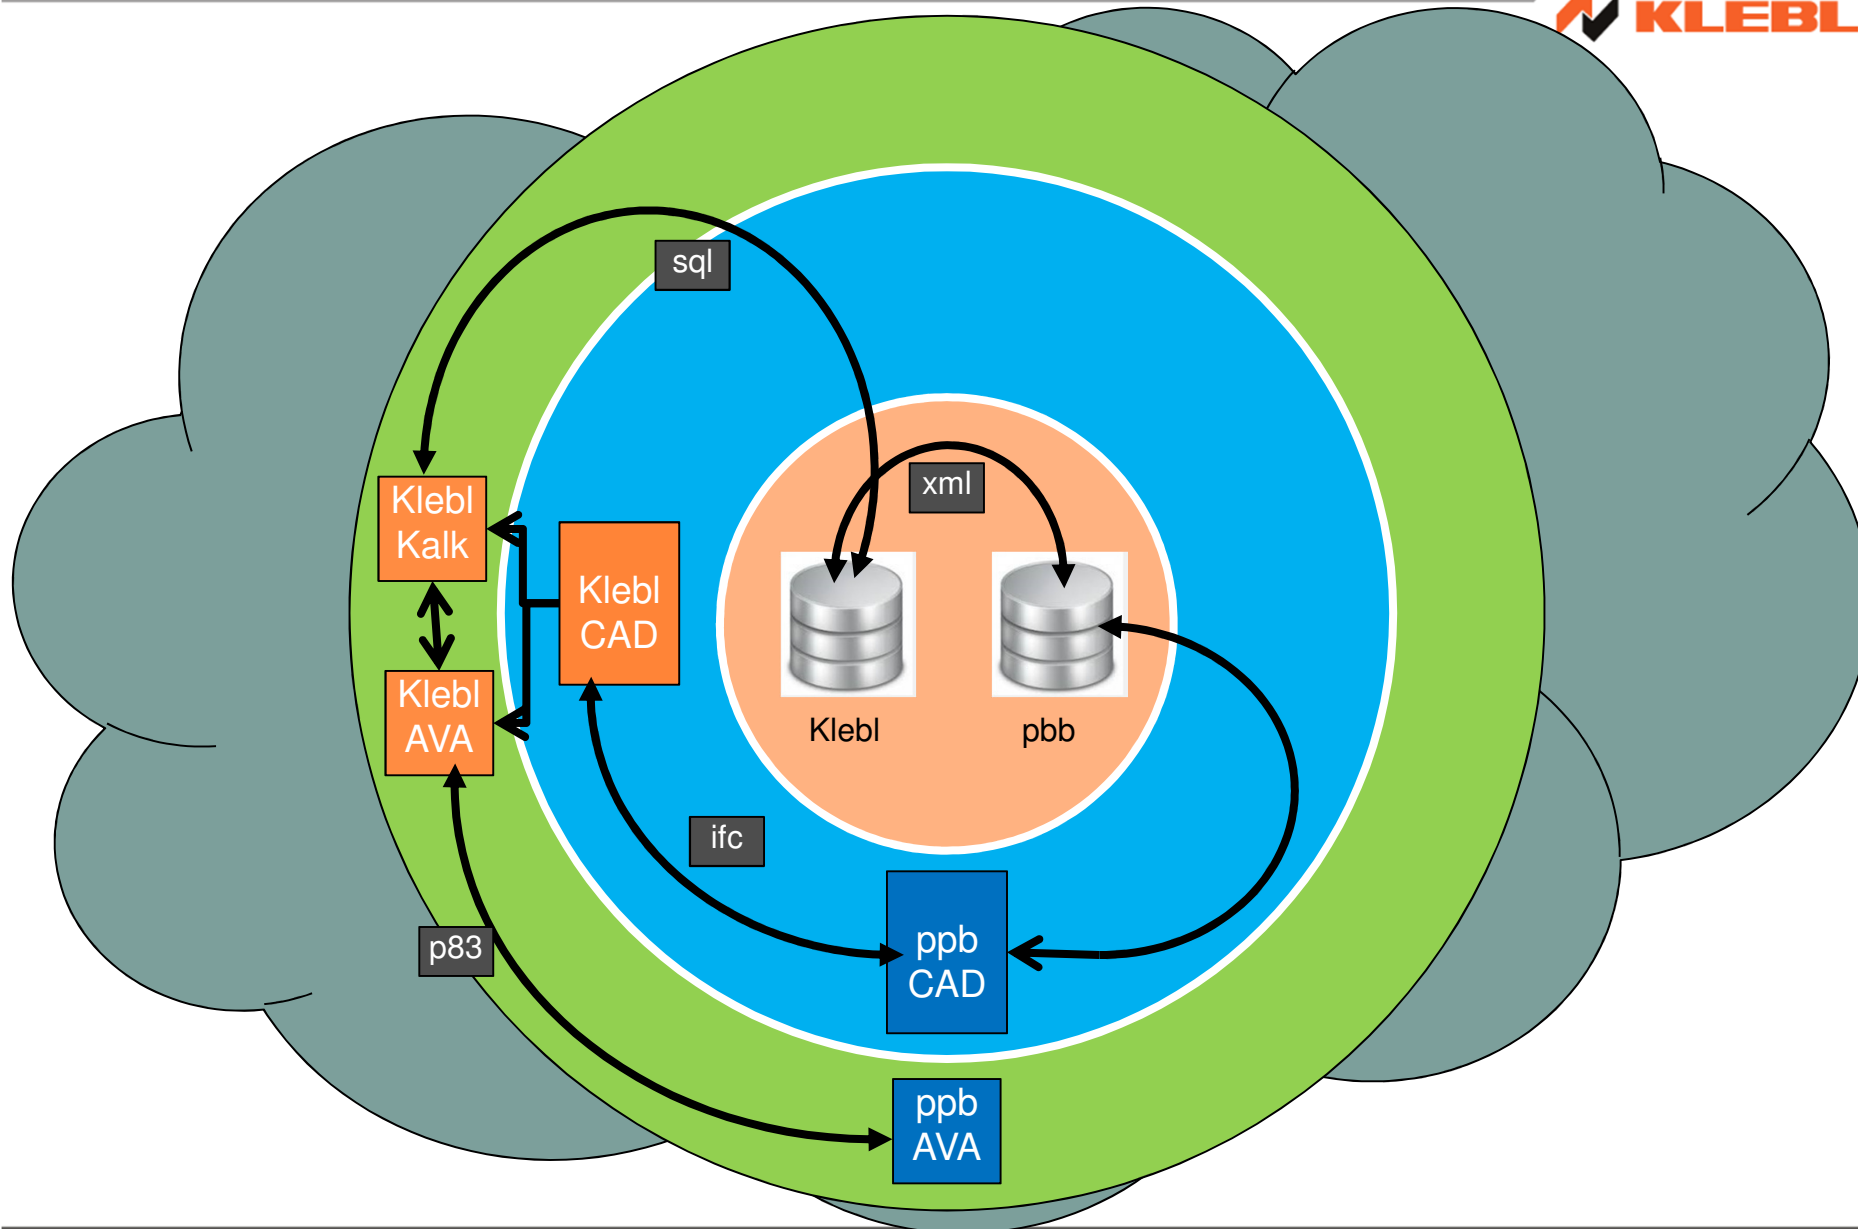 KLEBL
sql
xml
Klebl
Kalk
Klebl
CAD
Klebl
AVA
Klebl
pbb
ifc
p83
ppb
CAD
ppb
AVA